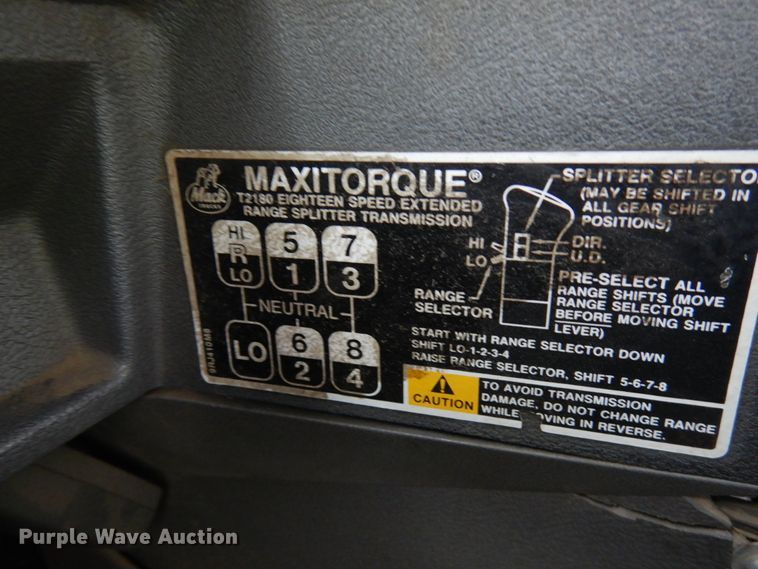 Mack
TRUCKS
MAXITORQUE®
T2180 EIGHTEEN SPEED EXTENDED
RANGE SPLITTER TRANSMISSION
HI
R
LO
5
1
7
3
NEUTRAL
LO
6
2
8
4
SPLITTER SELECTO
(MAY BE SHIFTED IN
ALL GEAR SHIFT
POSITIONS)
HI
LO
DIR.
U.D.
RANGE
SELECTOR
PRE-SELECT ALL
RANGE SHIFTS (MOVE
RANGE SELECTOR
BEFORE MOVING SHIFT
LEVER)
START WITH RANGE SELECTOR DOWN
SHIFT LO-1-2-3-4
RAISE RANGE SELECTOR, SHIFT 5-6-7-8
CAUTION
TO AVOID TRANSMISSION
DAMAGE, DO NOT CHANGE RANGE
WHILE OVING IN REVERSE.
Purple Wave Auction